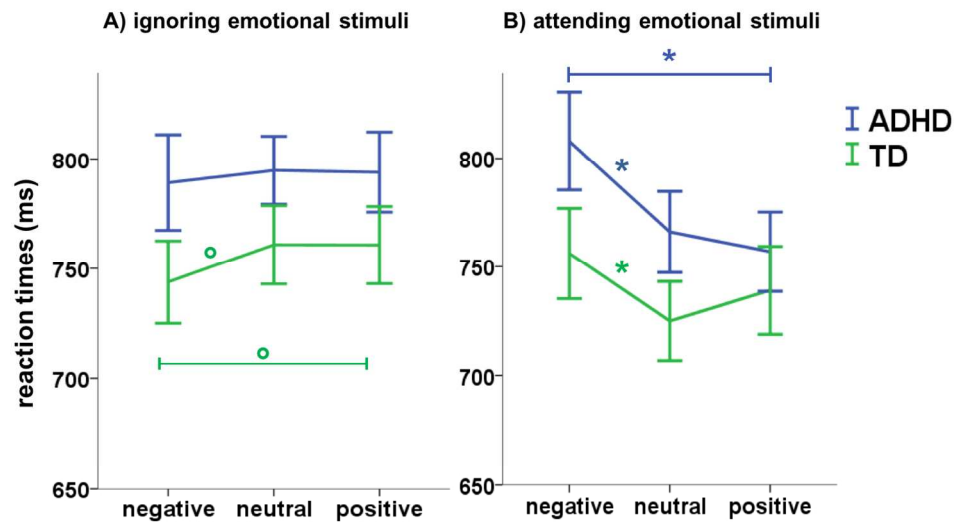 A) ignoring emotional stimuli
B) attending emotional stimuli
reaction times (ms)
800
750
700
650
negative neutral positive
*
*
*
800
750
700
650
negative neutral positive
ADHD
TD